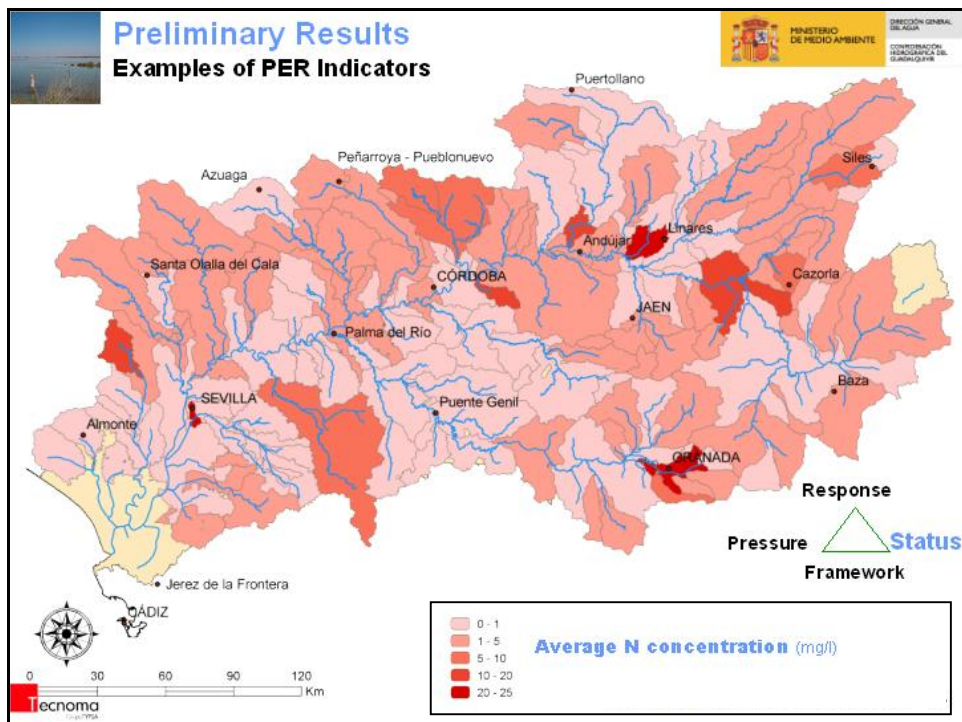 Preliminary Results
Examples of PER Indicators
MINISTERIO
DE MEDIO AMBIENTE
DIRECCIÓN GENERAL
DEL AGUA
CONFEDERACIÓN
HIDROGRÁFICA DEL
GUADALQUIVIR
Puertollano
Peñarroya - Pueblonuevo
Azuaga
Siles
Linares
Andújar
Santa Olalla del Cala
CÓRDOBA
Cazorla
JAEN
Palma del Río
Baza
SEVILLA
Puente Genil
Almonte
GRANADA
Response
Pressure
Status
Framework
Jerez de la Frontera
CÁDIZ
0 - 1
1 - 5
5 - 10
10 - 20
20 - 25
Average N concentration (mg/l)
0 30 60 90 120
Km
Tecnoma
Grupo TYPSA